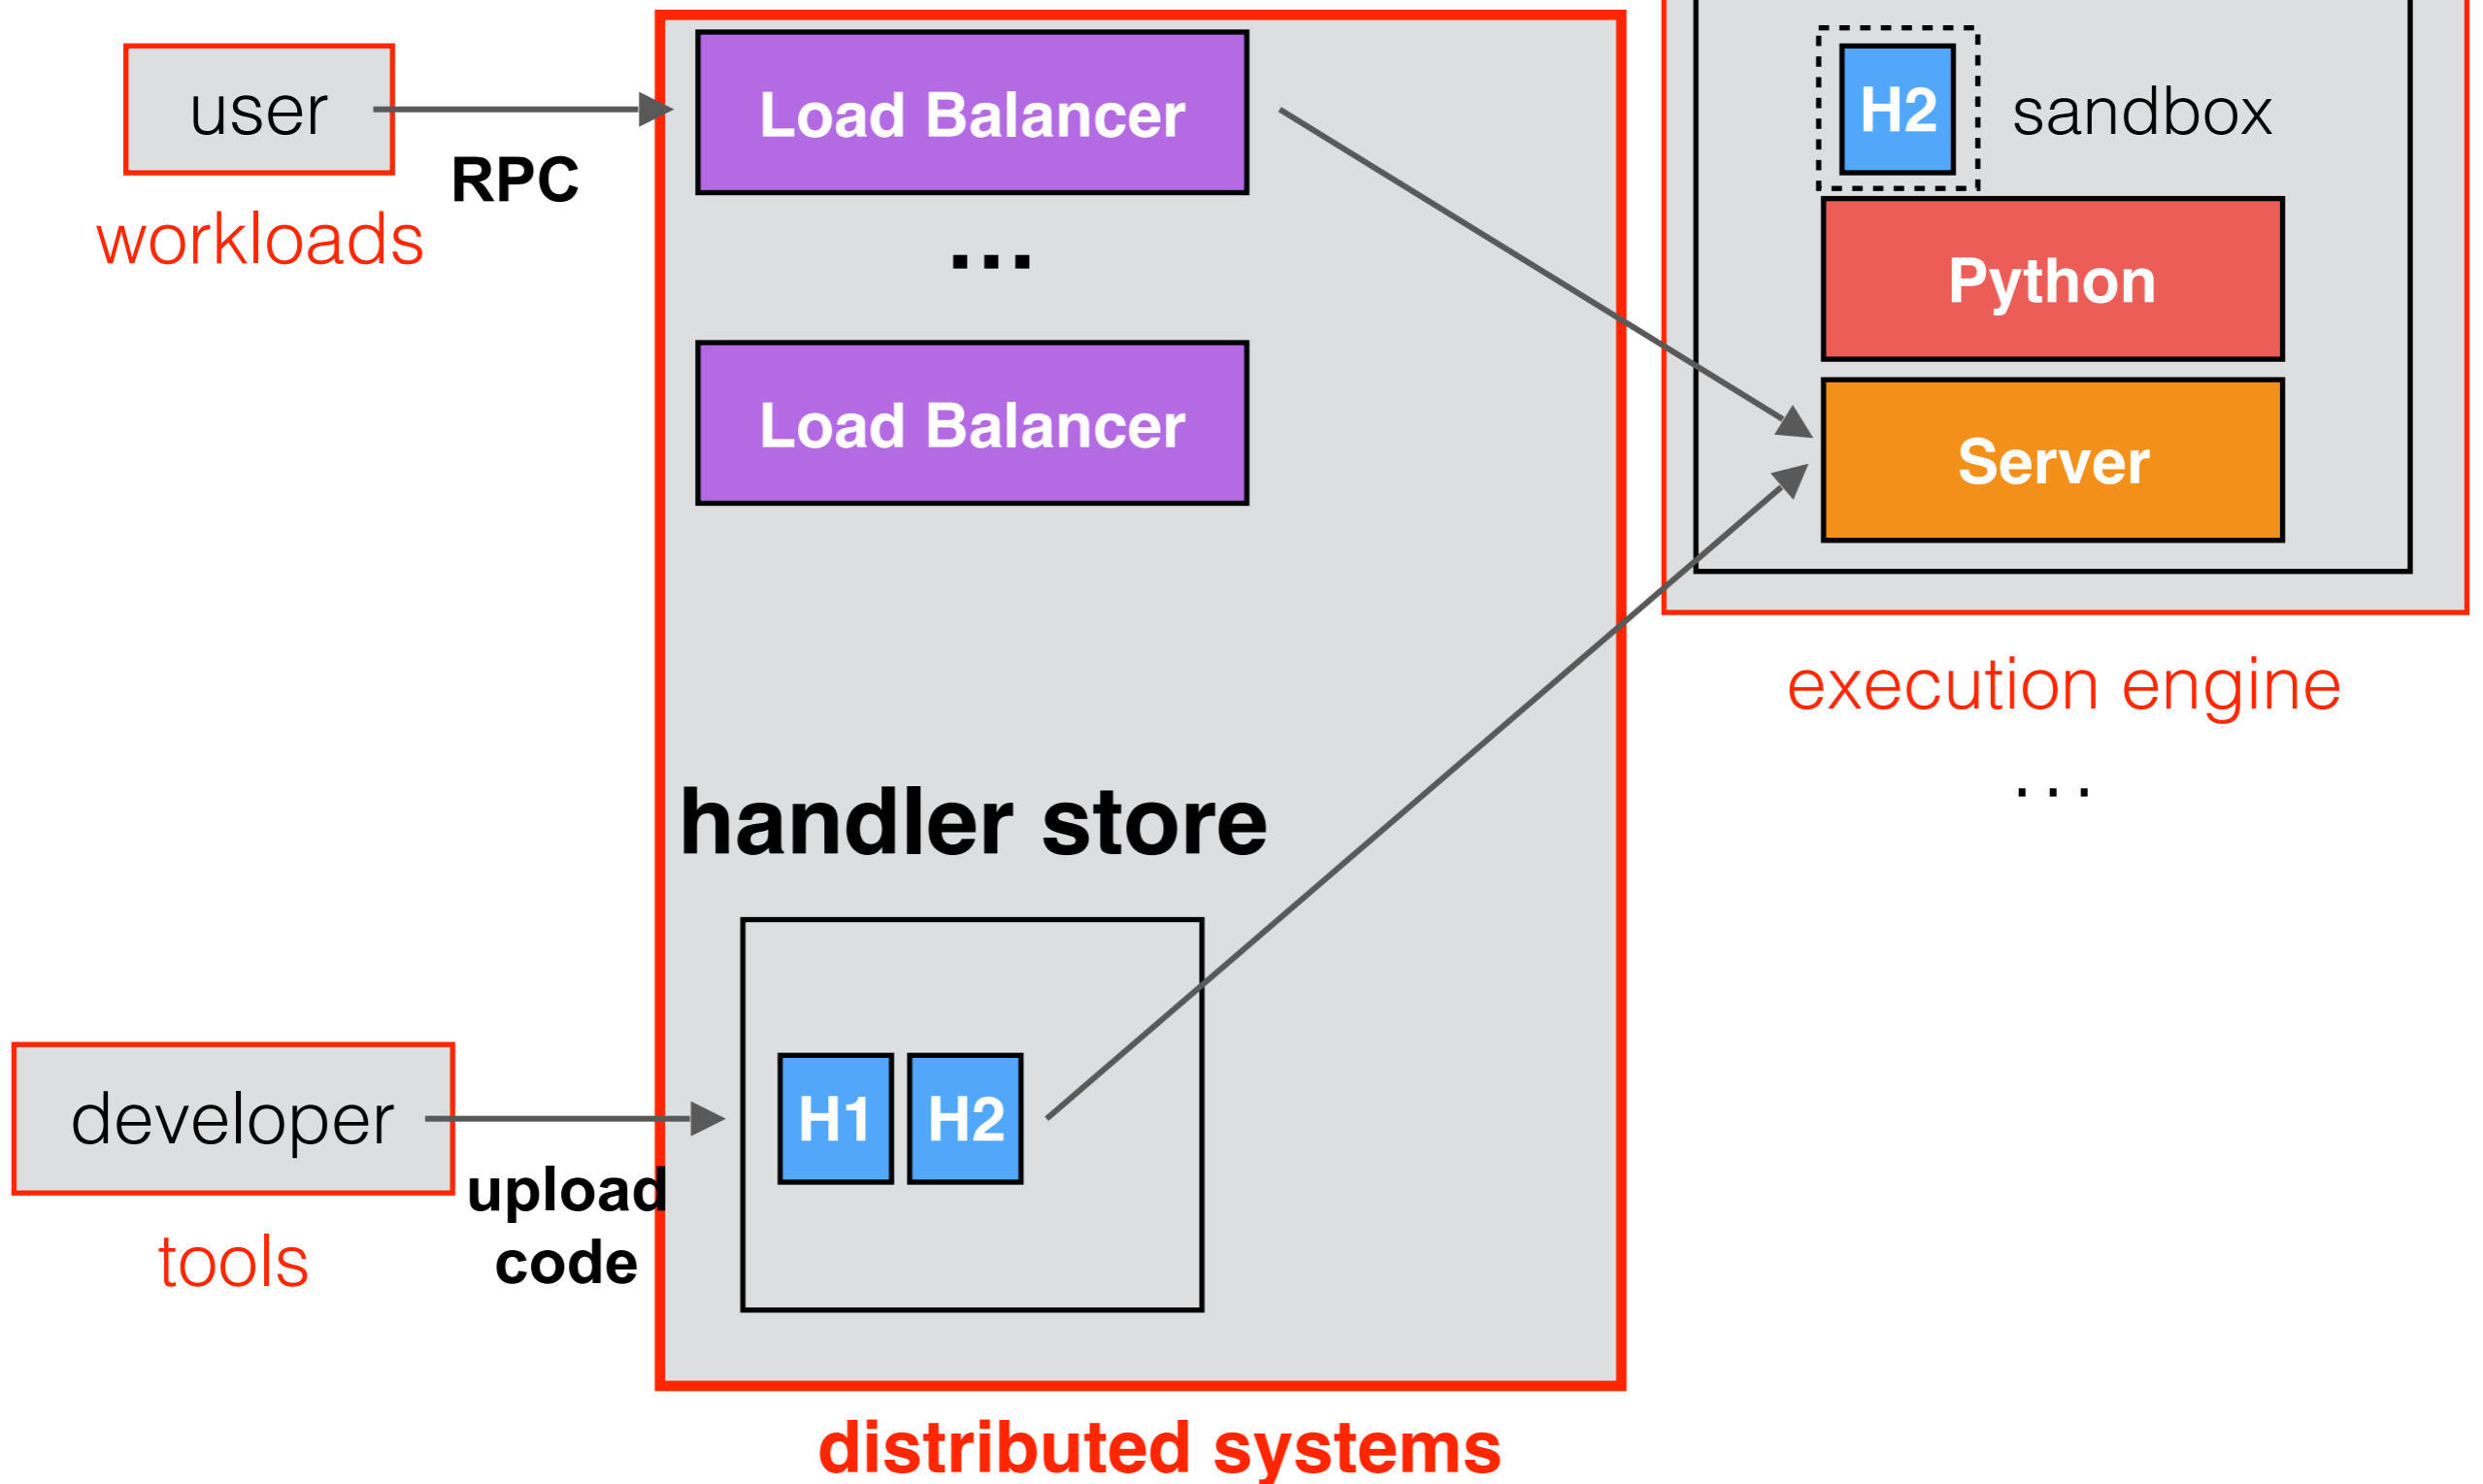 user
RPC
workloads
Load Balancer
...
Load Balancer
H2
sandbox
Python
Server
execution engine
...
handler store
H1
H2
developer
upload
code
tools
distributed systems